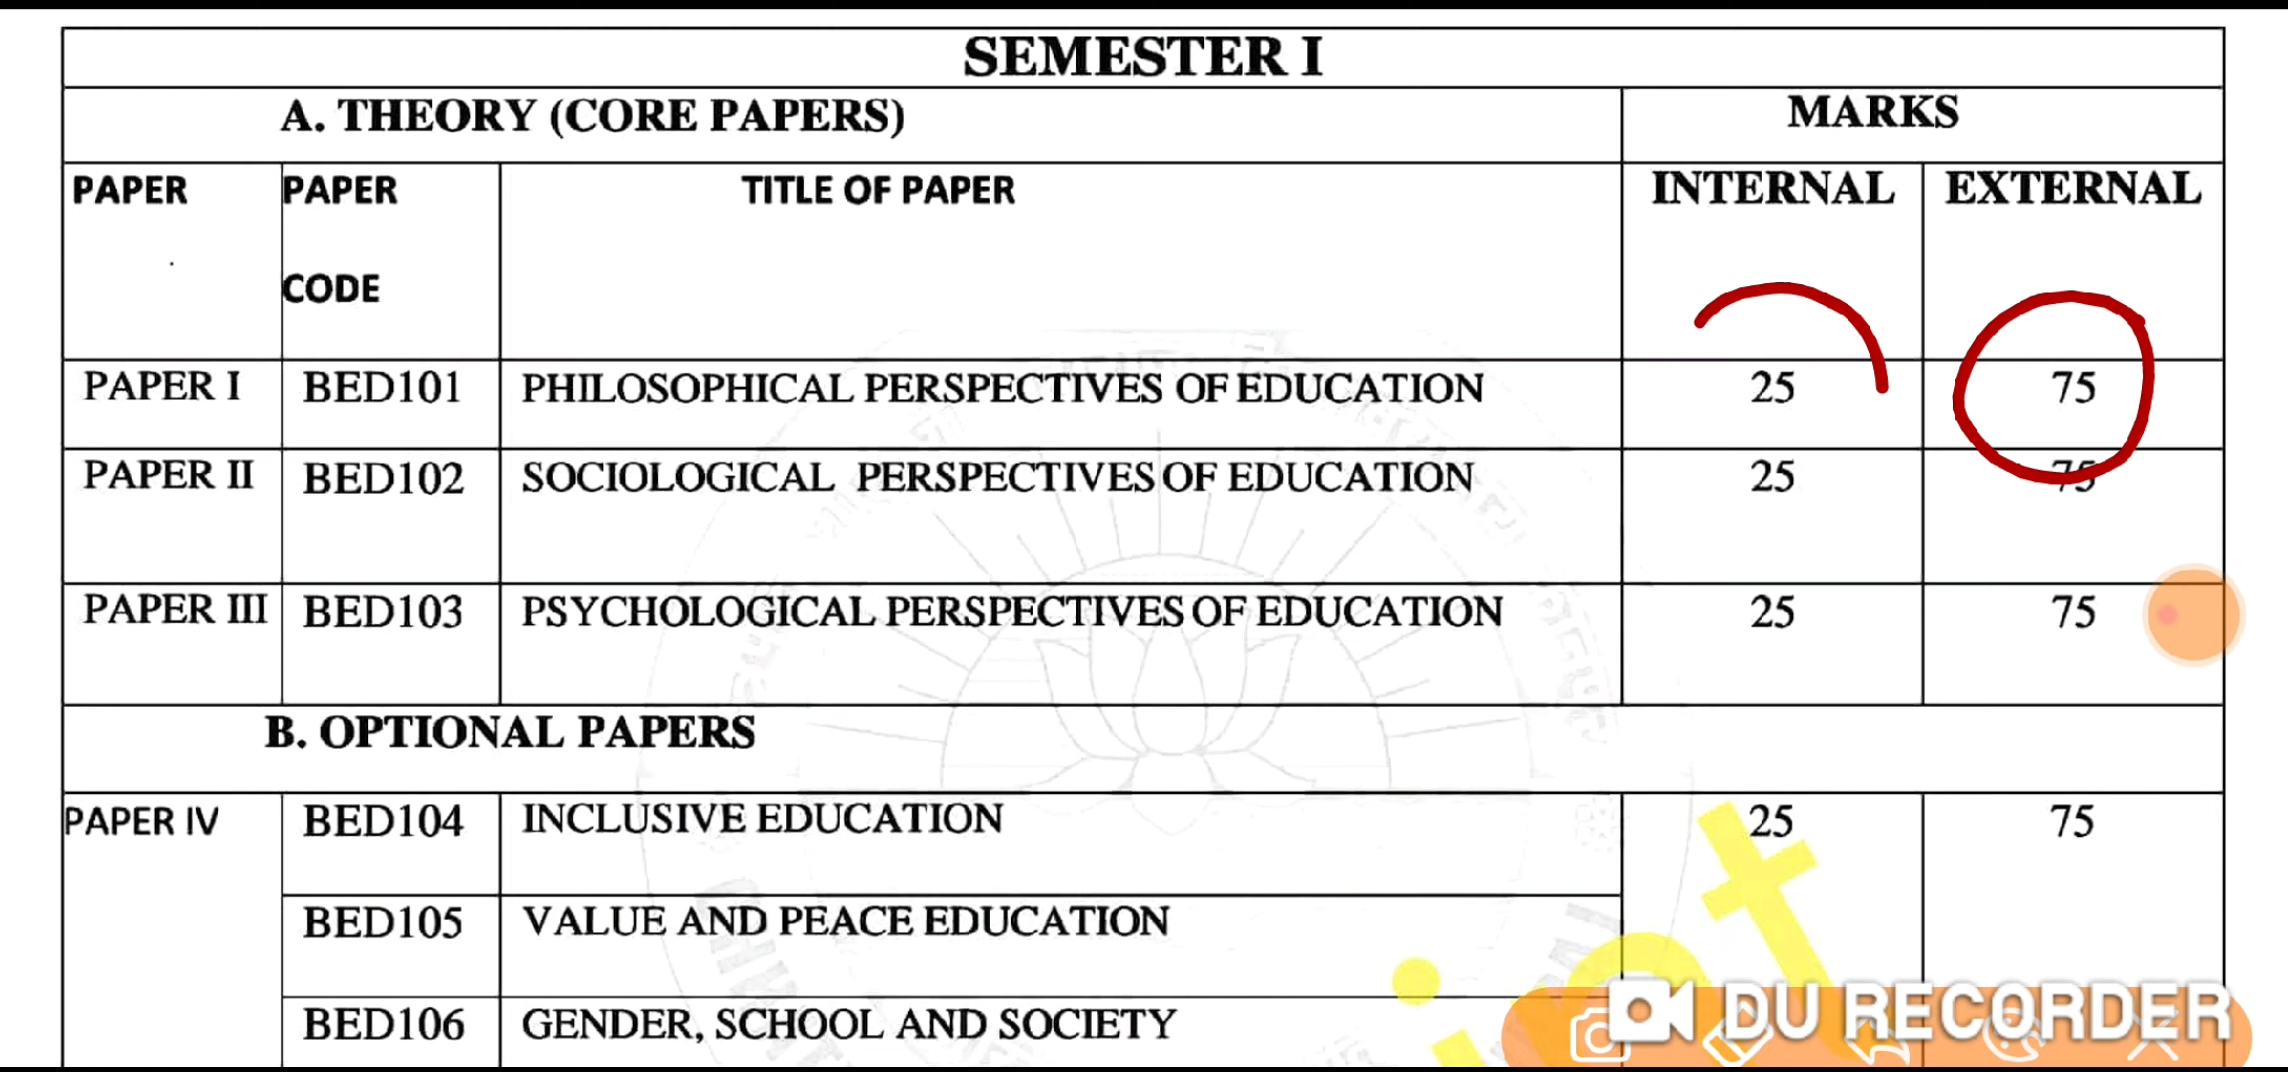 SEMESTER I
A. THEORY (CORE PAPERS) MARKS
PAPER PAPER TITLE OF PAPER INTERNAL EXTERNAL
CODE
PAPER I BED101 PHILOSOPHICAL PERSPECTIVES OF EDUCATION 25 75
PAPER II BED102 SOCIOLOGICAL PERSPECTIVES OF EDUCATION 25 75
PAPER III BED103 PSYCHOLOGICAL PERSPECTIVES OF EDUCATION 25 75
B. OPTIONAL PAPERS
PAPER IV BED104 INCLUSIVE EDUCATION 25 75
BED105 VALUE AND PEACE EDUCATION
BED106 GENDER, SCHOOL AND SOCIETY
DU RECORDER